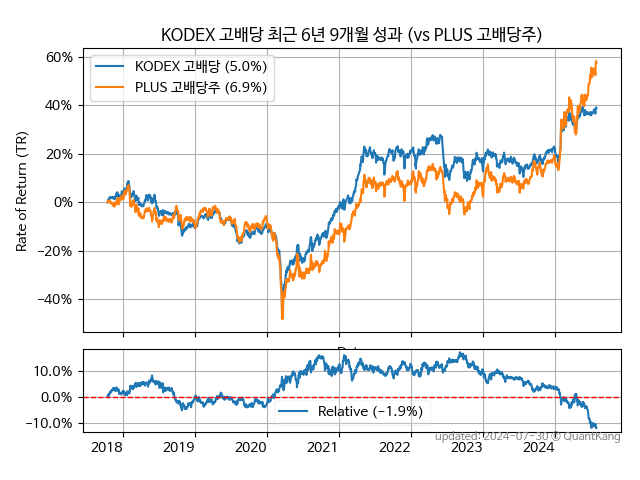 KODEX 고배당 최근 6년 9개월 성과 (vs PLUS 고배당주)
60%
40%
20%
0%
−20%
−40%
Rate of Return (TR)
KODEX 고배당 (5.0%)
PLUS 고배당주 (6.9%)
10.0%
0.0%
−10.0%
Relative (−1.9%)
2018 2019 2020 2021 2022 2023 2024
updated: 2024-07-30 © QuantKang